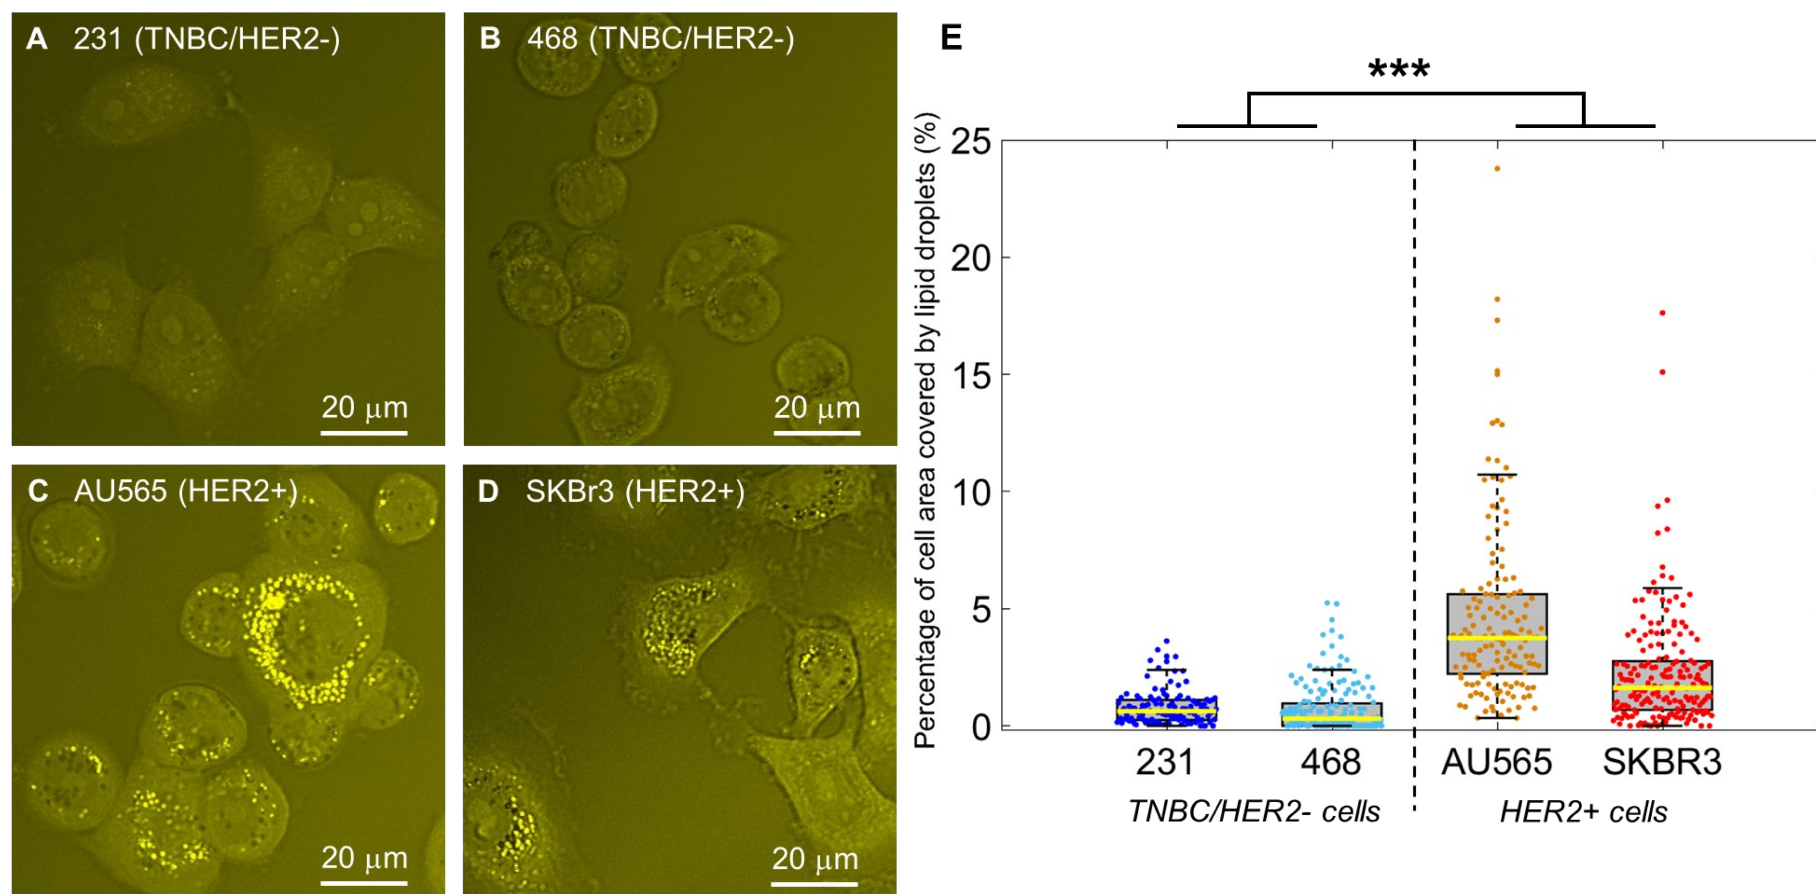 A 231 (TNBC/HER2-)
20 μm
B 468 (TNBC/HER2-)
20 μm
C AU565 (HER2+)
20 μm
D SKBr3 (HER2+)
20 μm
E
***
Percentage of cell area covered by lipid droplets (%)
25
20
15
10
5
0
231 468 AU565 SKBR3
TNBC/HER2- cells HER2+ cells